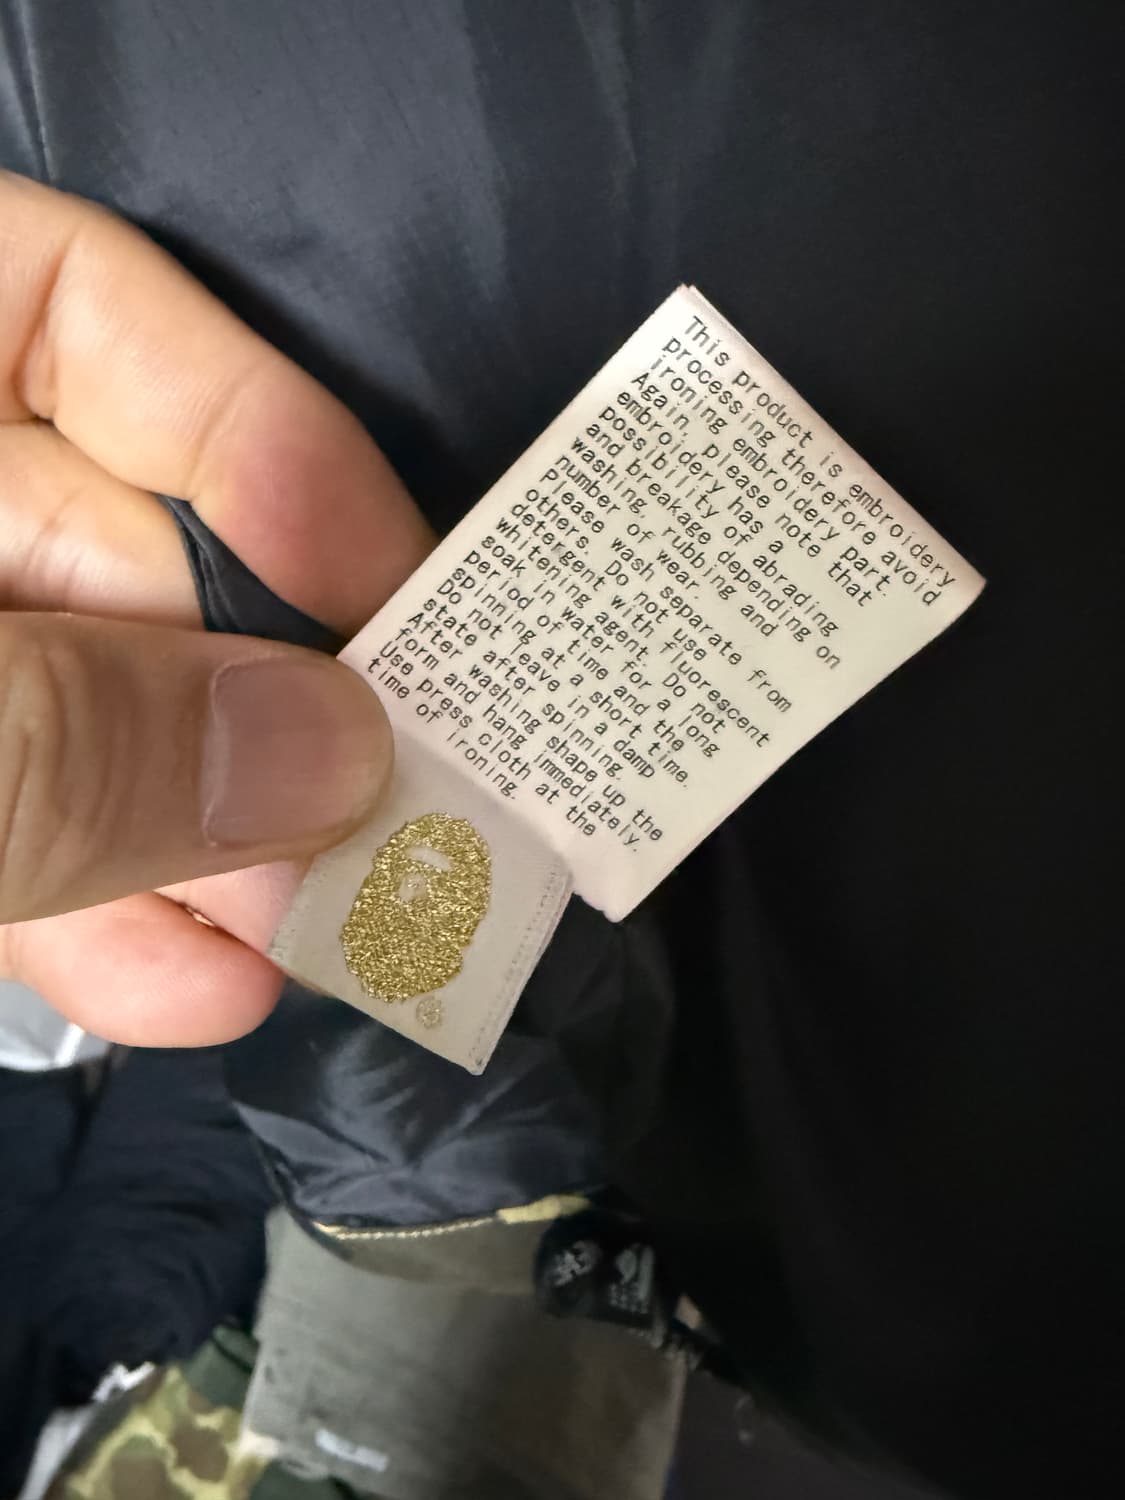 This product is embroidery
processing therefore avoid
ironing embroidery part.
Again, please note that
embroidery has a
possibility of abrading
and breakage depending on
washing, rubbing and
number of wear.
Please wash separate from
others. Do not use
detergent with fluorescent
whitening agent. Do not
soak in water for a long
period of time and the
spinning at a short time.
Do not leave in a damp
state after spinning.
After washing shape up the
form and hang immediately.
Use press cloth at the
time of ironing.